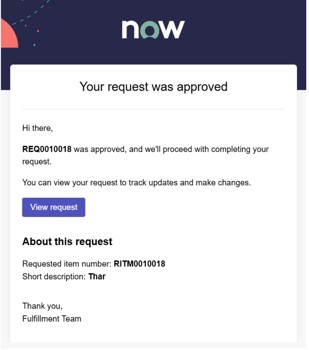 now
Your request was approved
Hi there,
REQ0010018 was approved, and we'll proceed with completing your
request.
You can view your request to track updates and make changes.
View request
About this request
Requested item number: RITM0010018
Short description: Thar
Thank you,
Fulfillment Team